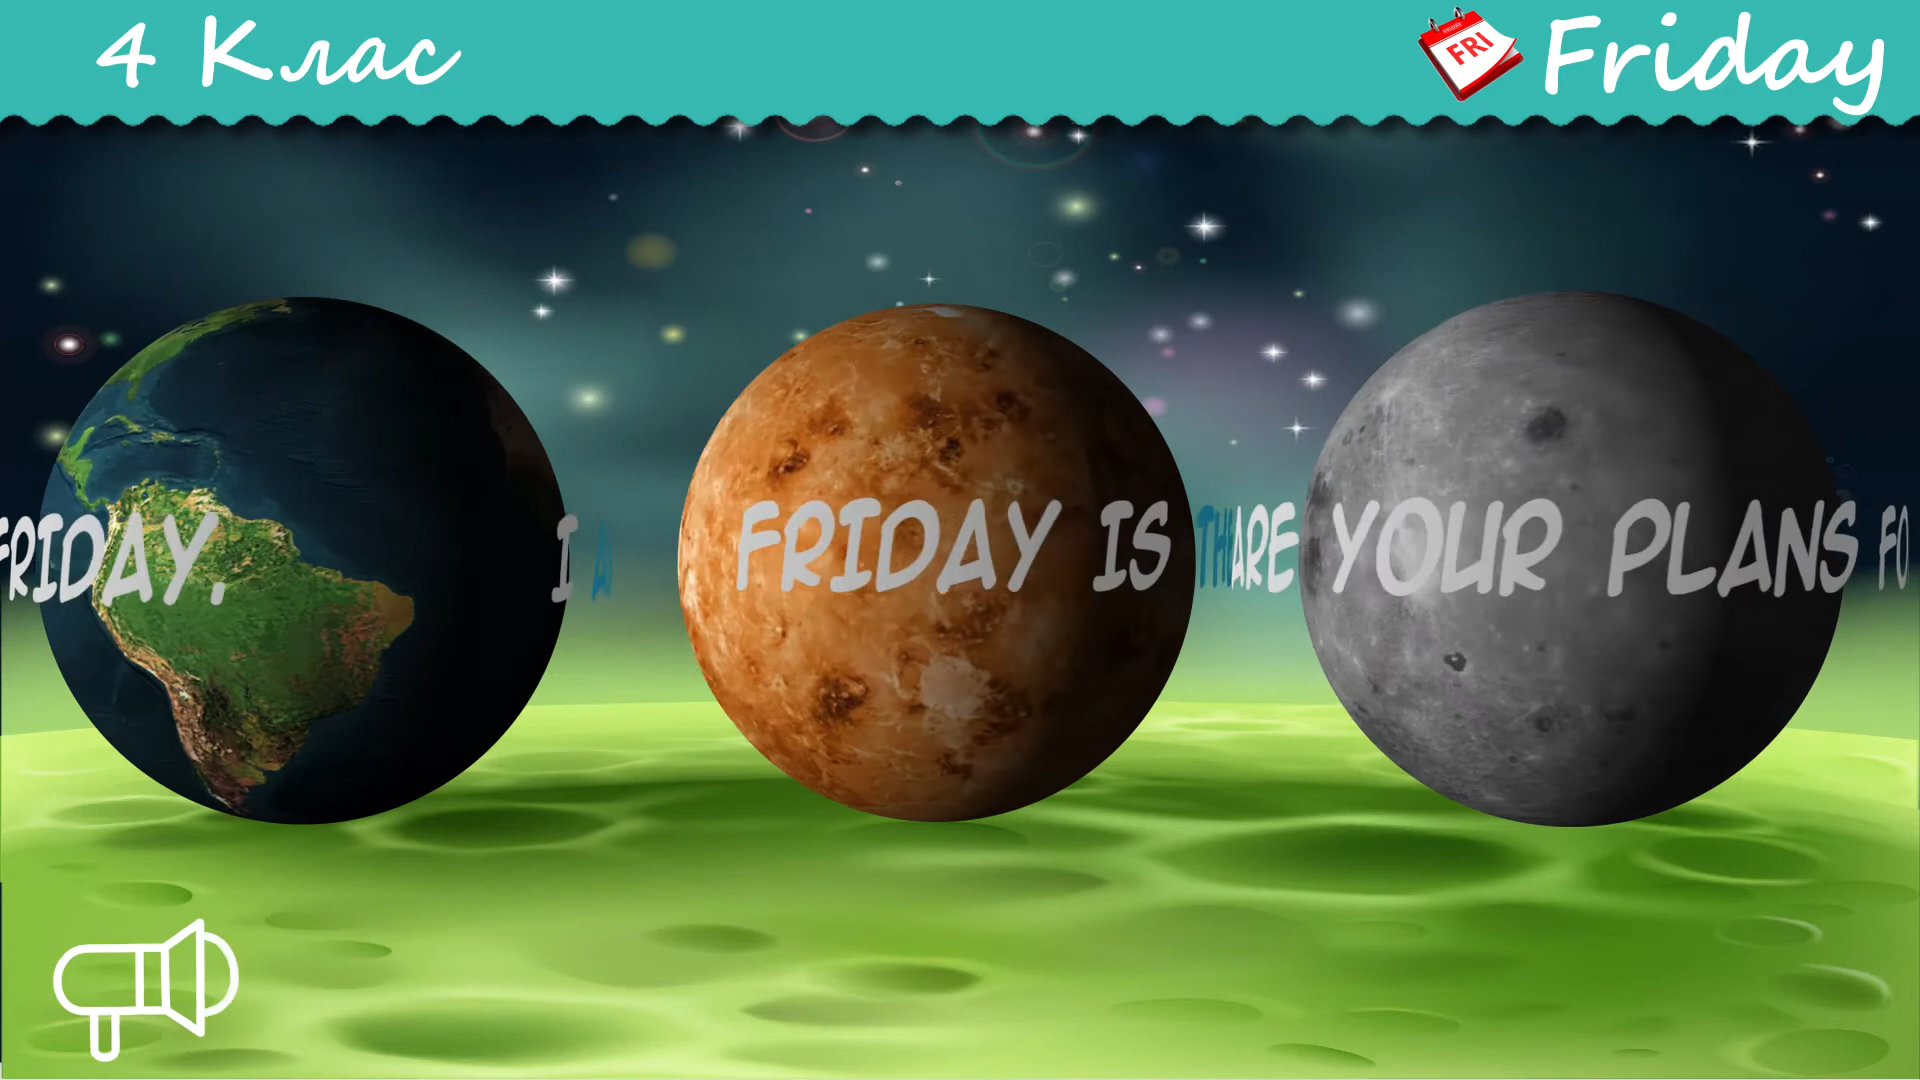 4 Клас
FRI
Friday
FRIDAY.
I
FRIDAY IS
ARE YOUR PLANS